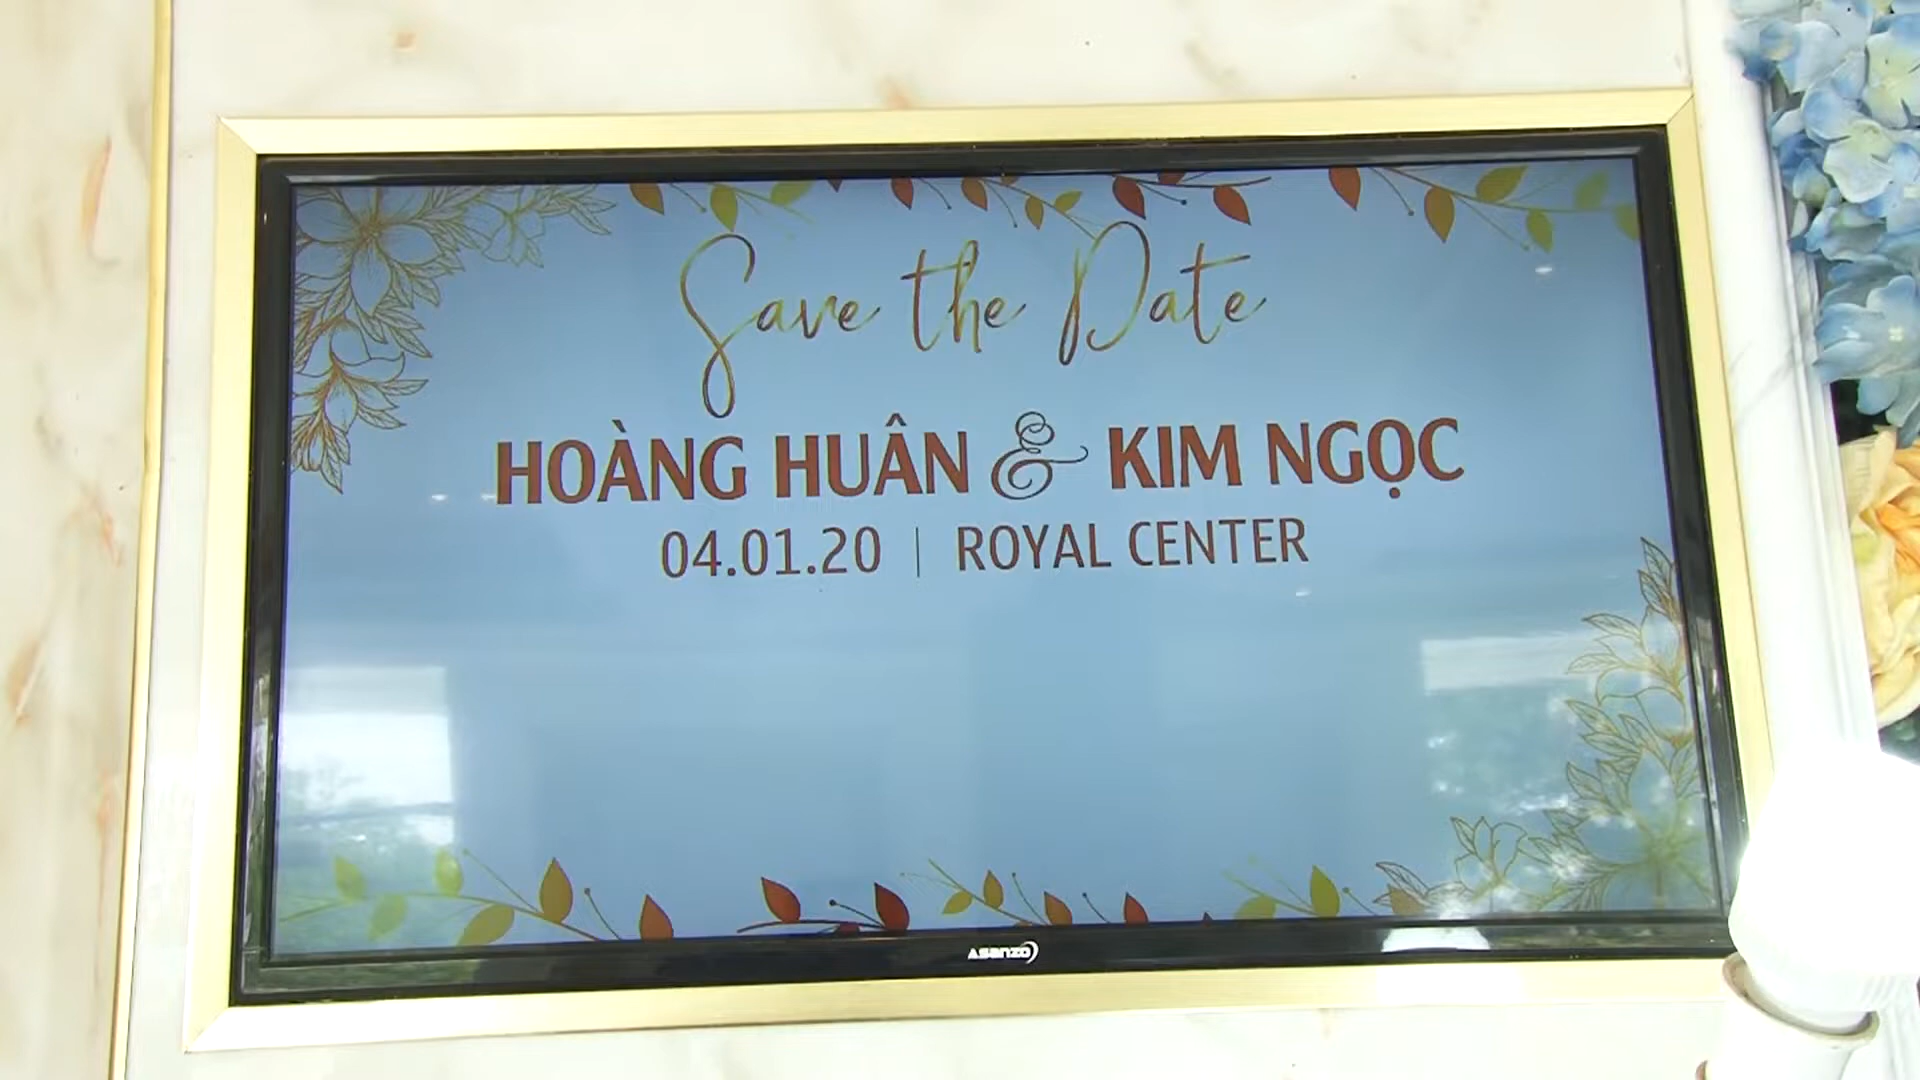 Save the Date
HOÀNG HUÂN & KIM NGỌC
04.01.20 | ROYAL CENTER
ASANZO